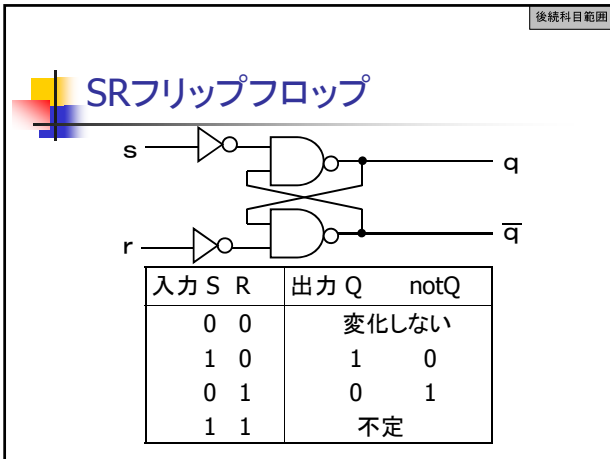 後続科目範囲
SRフリップフロップ
s
q
r
q̅
入力 S R 出力 Q notQ
0 0 変化しない
1 0 1 0
0 1 0 1
1 1 不定